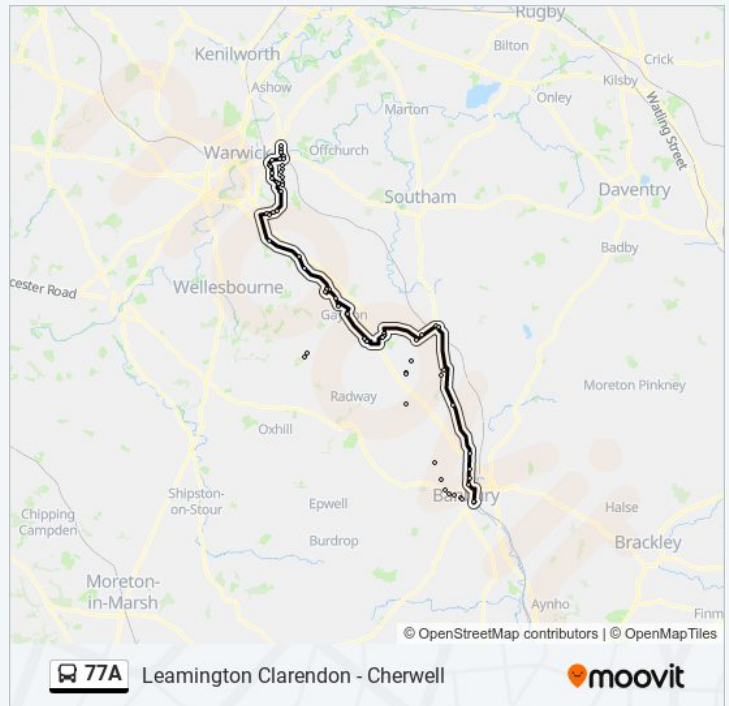 Rugby
Kenilworth
Bilton
Crick
Kilsby
Ashow
Onley
Marton
Watling Street
Warwick
Offchurch
Southam
Daventry
Badby
cester Road
Wellesbourne
Gaydon
Moreton Pinkney
Radway
Oxhill
Banbury
Shipston-
on-Stour
Epwell
Halse
Chipping
Campden
Burdrop
Brackley
Moreton-
in-Marsh
Aynho
Finm
© OpenStreetMap contributors | © OpenMapTiles
77A Leamington Clarendon - Cherwell
moovit